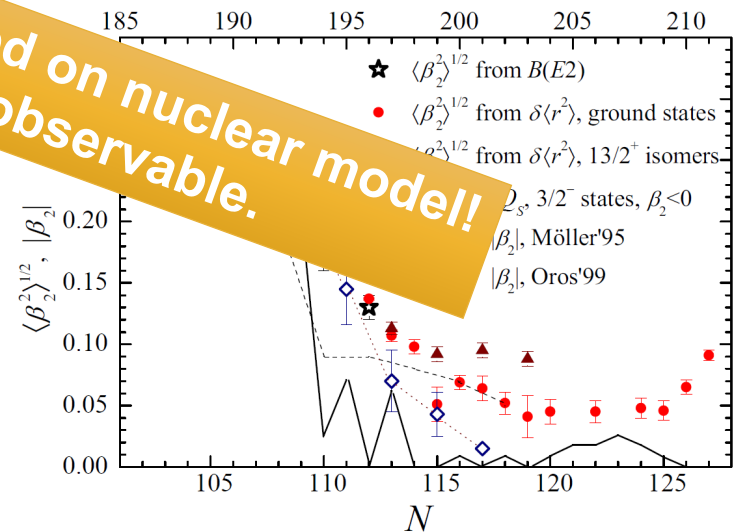 185 190 195 200 205 210
⟨β₂²⟩^1/2 from B(E2)
⟨β₂²⟩^1/2 from δ⟨r²⟩, ground states
⟩^1/2 from δ⟨r²⟩, 13/2⁺ isomers
Q_S, 3/2⁻ states, β₂<0
|β₂|, Möller'95
|β₂|, Oros'99
on nuclear model!
observable.
⟨β₂²⟩^1/2, |β₂|
0.20
0.15
0.10
0.05
0.00
105 110 115 120 125
N